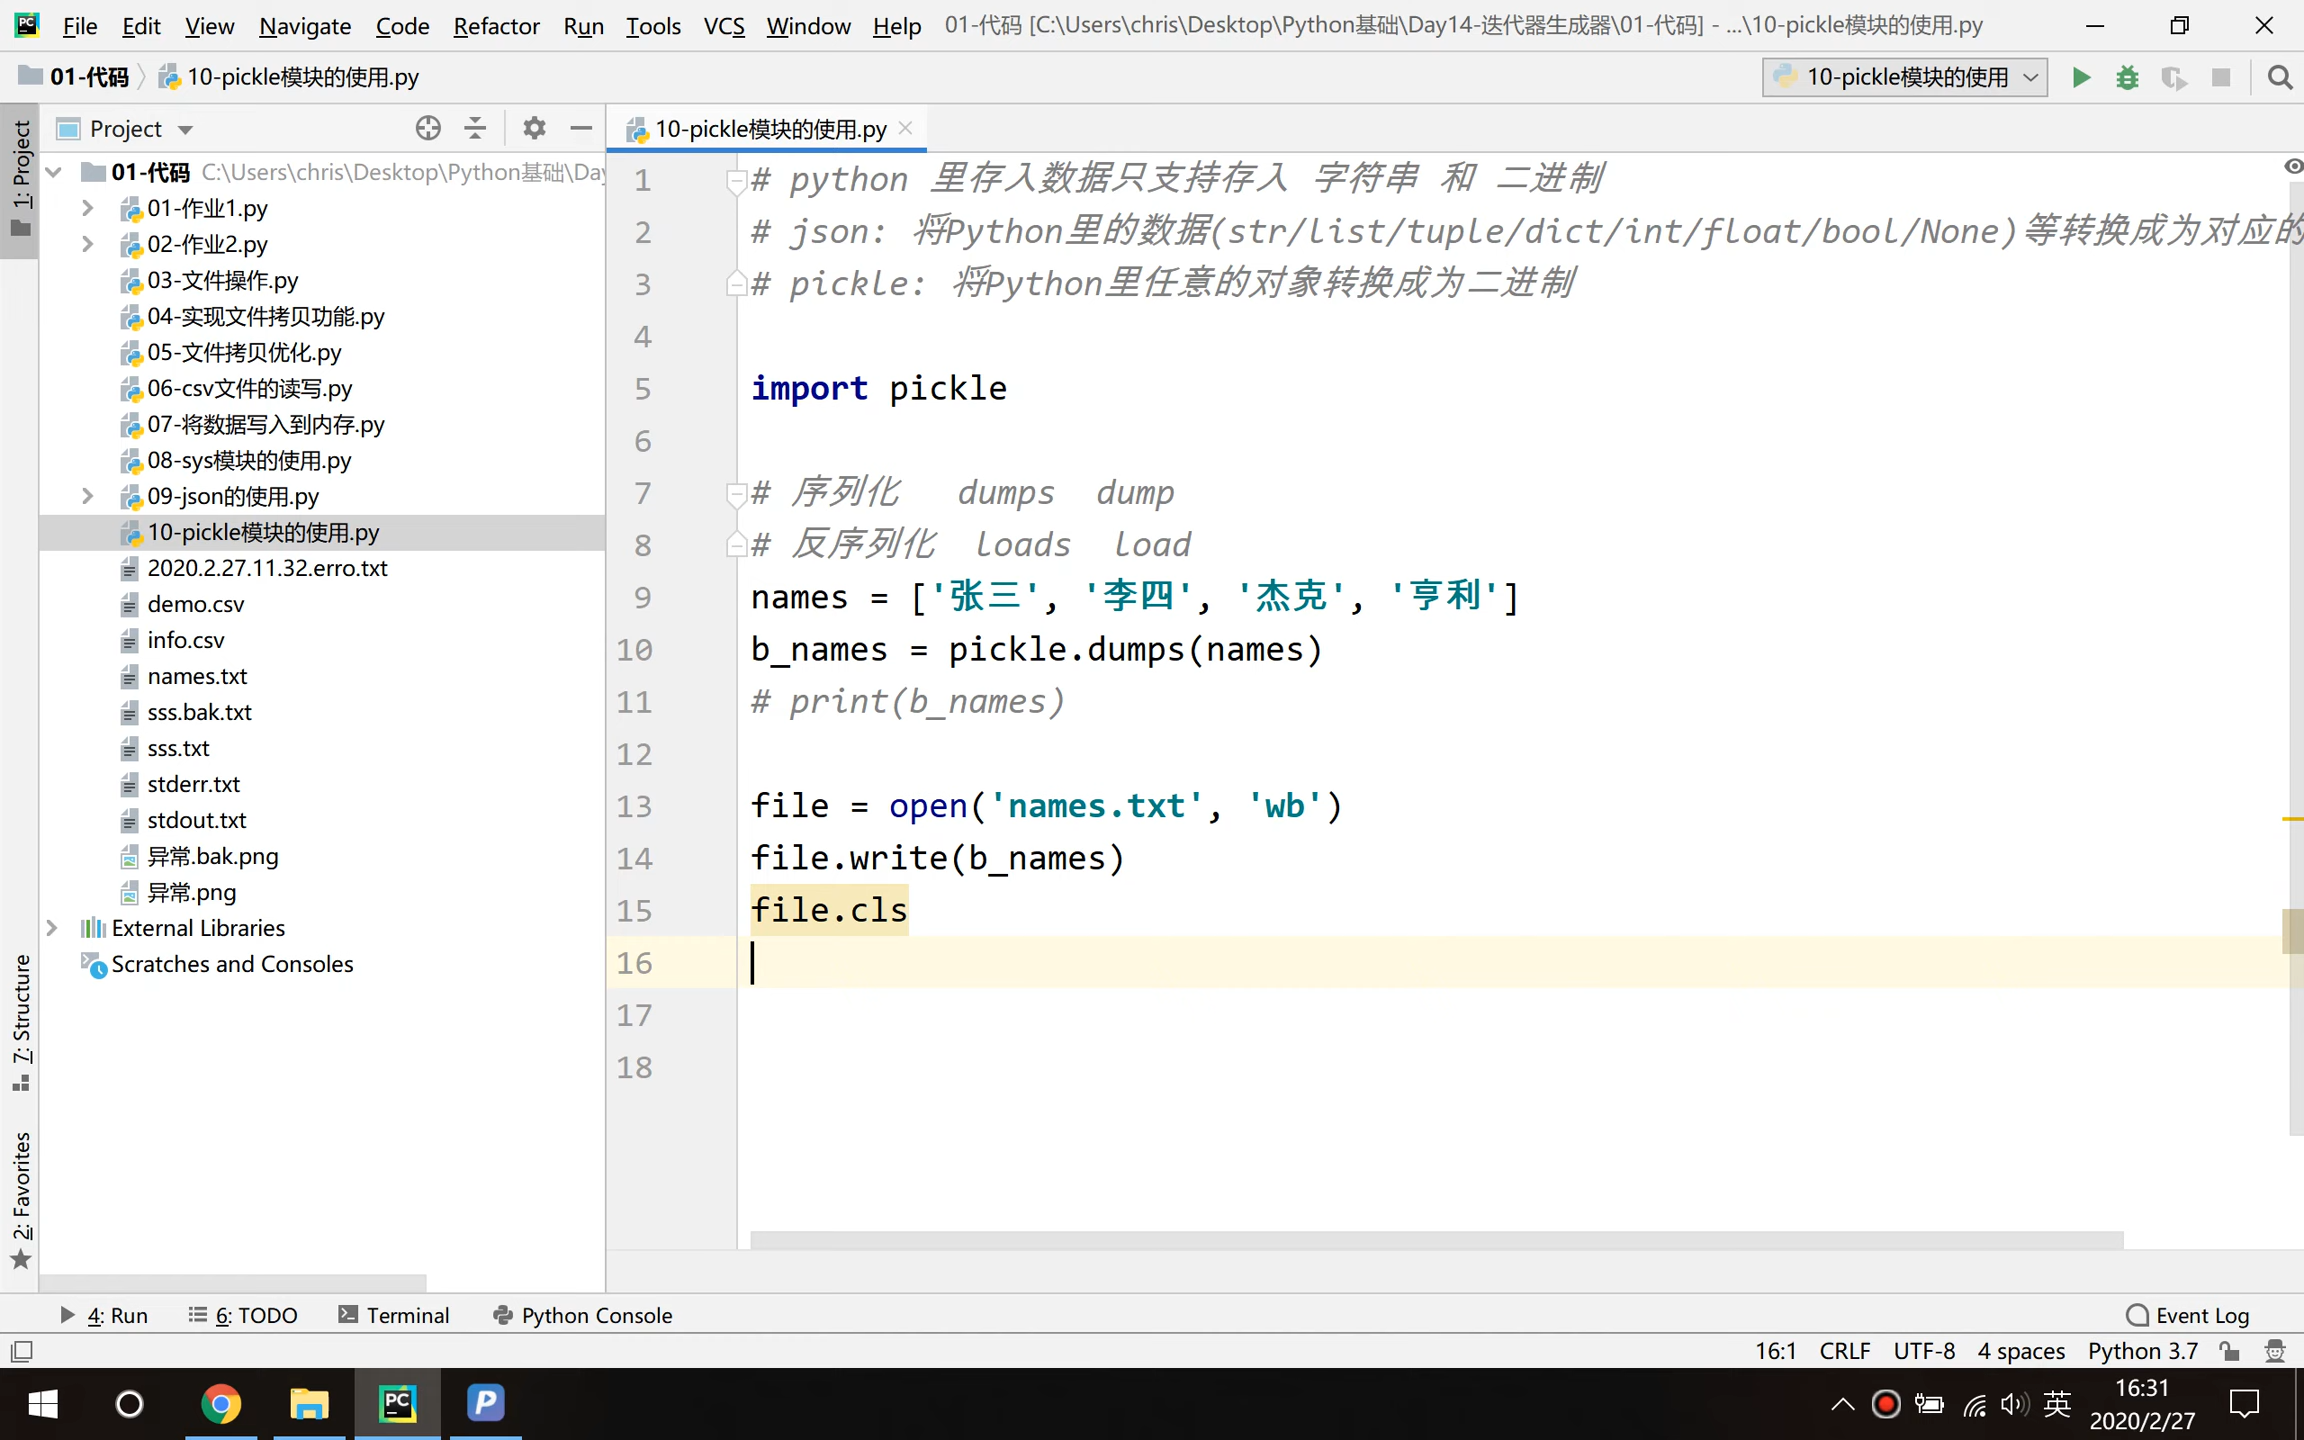 File Edit View Navigate Code Refactor Run Tools VCS Window Help 01-代码 [C:\Users\chris\Desktop\Python基础\Day14-迭代器生成器\01-代码] - ...\10-pickle模块的使用.py
01-代码 10-pickle模块的使用.py 10-pickle模块的使用
1: Project
Project
10-pickle模块的使用.py
01-代码 C:\Users\chris\Desktop\Python基础\Day
01-作业1.py
02-作业2.py
03-文件操作.py
04-实现文件拷贝功能.py
05-文件拷贝优化.py
06-csv文件的读写.py
07-将数据写入到内存.py
08-sys模块的使用.py
09-json的使用.py
10-pickle模块的使用.py
2020.2.27.11.32.erro.txt
demo.csv
info.csv
names.txt
sss.bak.txt
sss.txt
stderr.txt
stdout.txt
异常.bak.png
异常.png
External Libraries
Scratches and Consoles
7: Structure
2: Favorites
1 # python 里存入数据只支持存入 字符串 和 二进制
2 # json: 将Python里的数据(str/list/tuple/dict/int/float/bool/None)等转换成为对应的
3 # pickle: 将Python里任意的对象转换成为二进制
4
5 import pickle
6
7 # 序列化 dumps dump
8 # 反序列化 loads load
9 names = ['张三', '李四', '杰克', '亨利']
10 b_names = pickle.dumps(names)
11 # print(b_names)
12
13 file = open('names.txt', 'wb')
14 file.write(b_names)
15 file.cls
16
17
18
4: Run 6: TODO Terminal Python Console Event Log
16:1 CRLF UTF-8 4 spaces Python 3.7
PC P 英 16:31
2020/2/27